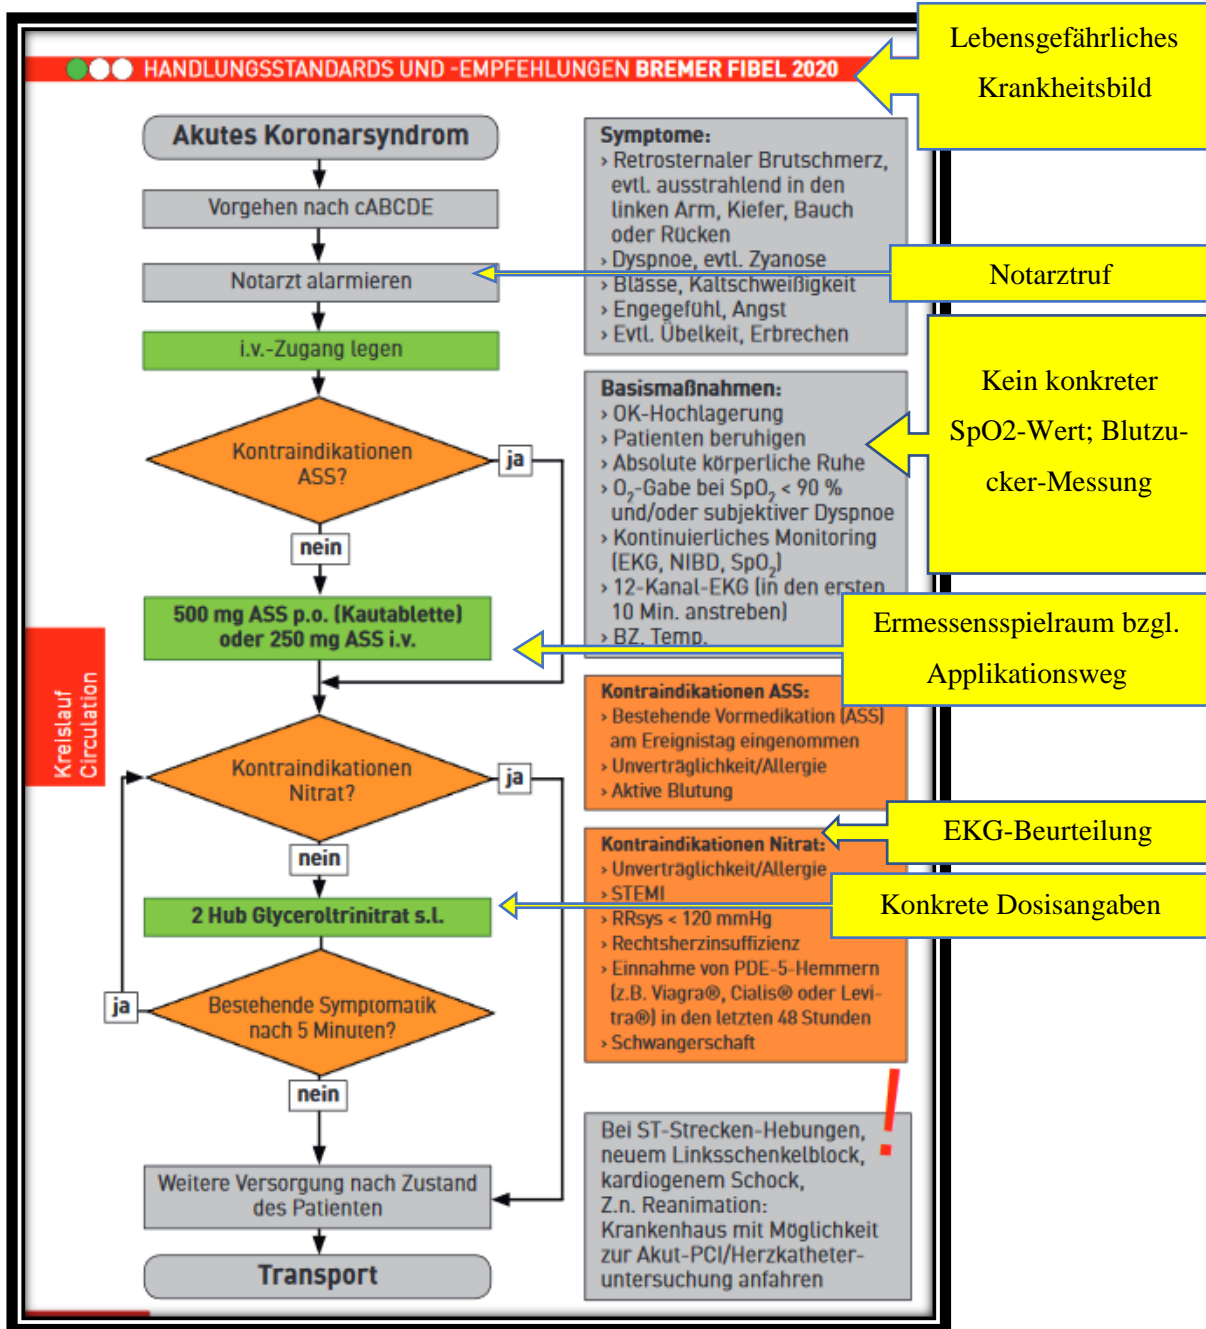 Lebensgefährliches
Krankheitsbild
HANDLUNGSSTANDARDS UND -EMPFEHLUNGEN BREMER FIBEL 2020
Akutes Koronarsyndrom
Vorgehen nach cABCDE
Notarzt alarmieren
i.v.-Zugang legen
Kontraindikationen
ASS?
ja
nein
500 mg ASS p.o. (Kautablette)
oder 250 mg ASS i.v.
Kreislauf
Circulation
Kontraindikationen
Nitrat?
ja
nein
2 Hub Glyceroltrinitrat s.l.
Bestehende Symptomatik
nach 5 Minuten?
ja
nein
Weitere Versorgung nach Zustand
des Patienten
Transport
Symptome:
› Retrosternaler Brutschmerz,
evtl. ausstrahlend in den
linken Arm, Kiefer, Bauch
oder Rücken
› Dyspnoe, evtl. Zyanose
› Blässe, Kaltschweißigkeit
› Engegefühl, Angst
› Evtl. Übelkeit, Erbrechen
Basismaßnahmen:
› OK-Hochlagerung
› Patienten beruhigen
› Absolute körperliche Ruhe
› O₂-Gabe bei SpO₂ < 90 %
und/oder subjektiver Dyspnoe
› Kontinuierliches Monitoring
(EKG, NIBD, SpO₂)
› 12-Kanal-EKG (in den ersten
10 Min. anstreben)
› BZ, Temp.
Kontraindikationen ASS:
› Bestehende Vormedikation (ASS)
am Ereignistag eingenommen
› Unverträglichkeit/Allergie
› Aktive Blutung
Kontraindikationen Nitrat:
› Unverträglichkeit/Allergie
› STEMI
› RRsys < 120 mmHg
› Rechtsherzinsuffizienz
› Einnahme von PDE-5-Hemmern
(z.B. Viagra®, Cialis® oder Levi-
tra®) in den letzten 48 Stunden
› Schwangerschaft
!
Bei ST-Strecken-Hebungen,
neuem Linksschenkelblock,
kardiogenem Schock,
Z.n. Reanimation:
Krankenhaus mit Möglichkeit
zur Akut-PCI/Herzkatheter-
untersuchung anfahren
Notarztruf
Kein konkreter
SpO2-Wert; Blutzu-
cker-Messung
Ermessensspielraum bzgl.
Applikationsweg
EKG-Beurteilung
Konkrete Dosisangaben